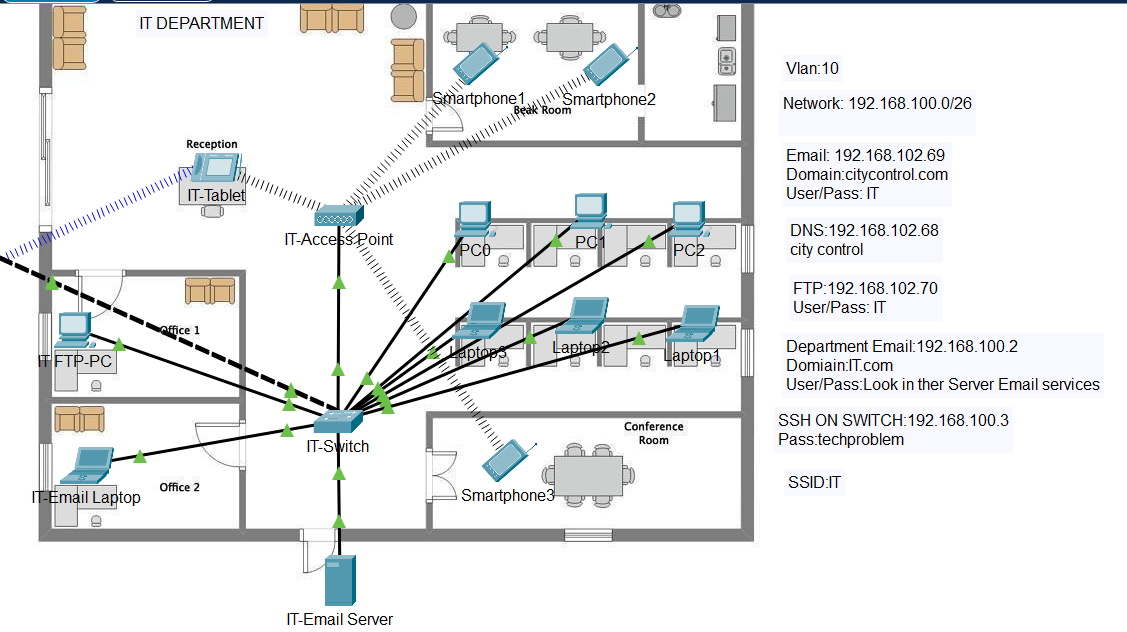 IT DEPARTMENT
Smartphone1
Smartphone2
Beak Room
Reception
IT-Tablet
IT-Access Point
PC0
PC1
PC2
Office 1
IT FTP-PC
Laptop3
Laptop2
Laptop1
IT-Switch
Conference
Room
Office 2
IT-Email Laptop
Smartphone3
IT-Email Server
Vlan:10
Network: 192.168.100.0/26
Email: 192.168.102.69
Domain:citycontrol.com
User/Pass: IT
DNS:192.168.102.68
city control
FTP:192.168.102.70
User/Pass: IT
Department Email:192.168.100.2
Domiain:IT.com
User/Pass:Look in ther Server Email services
SSH ON SWITCH:192.168.100.3
Pass:techproblem
SSID:IT